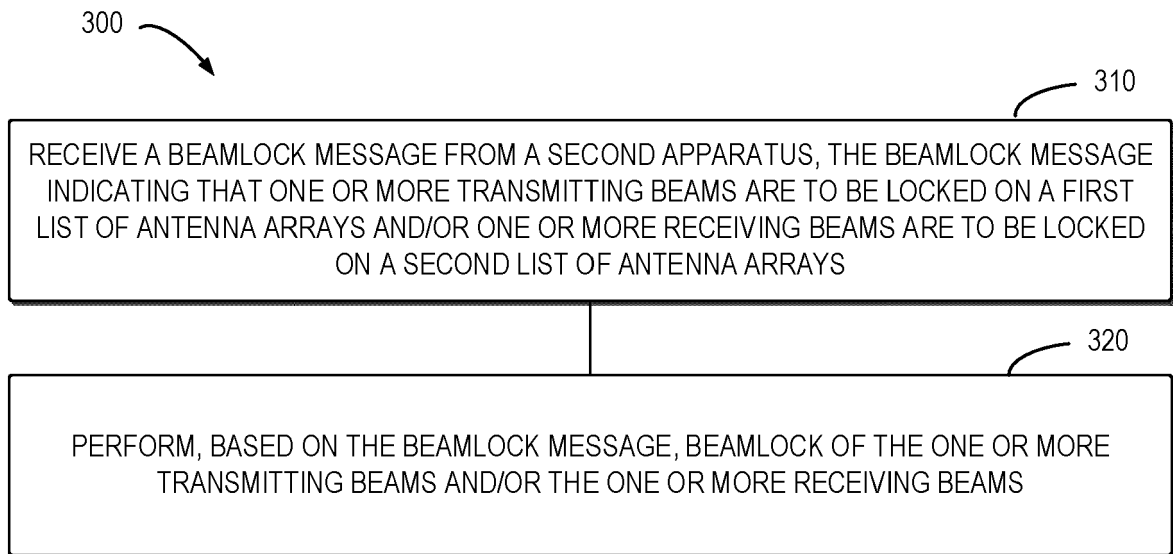 300
310
RECEIVE A BEAMLOCK MESSAGE FROM A SECOND APPARATUS, THE BEAMLOCK MESSAGE
INDICATING THAT ONE OR MORE TRANSMITTING BEAMS ARE TO BE LOCKED ON A FIRST
LIST OF ANTENNA ARRAYS AND/OR ONE OR MORE RECEIVING BEAMS ARE TO BE LOCKED
ON A SECOND LIST OF ANTENNA ARRAYS
320
PERFORM, BASED ON THE BEAMLOCK MESSAGE, BEAMLOCK OF THE ONE OR MORE
TRANSMITTING BEAMS AND/OR THE ONE OR MORE RECEIVING BEAMS